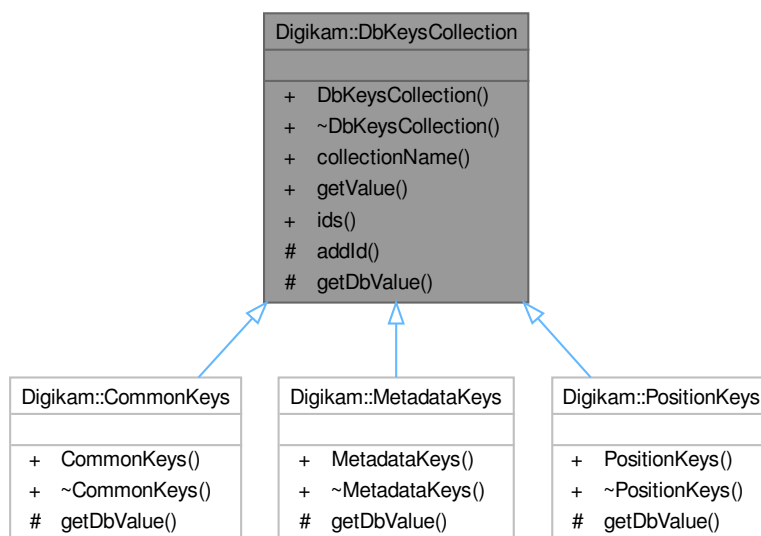 Digikam::DbKeysCollection
+ DbKeysCollection()
+ ~DbKeysCollection()
+ collectionName()
+ getValue()
+ ids()
# addId()
# getDbValue()
Digikam::CommonKeys
+ CommonKeys()
+ ~CommonKeys()
# getDbValue()
Digikam::MetadataKeys
+ MetadataKeys()
+ ~MetadataKeys()
# getDbValue()
Digikam::PositionKeys
+ PositionKeys()
+ ~PositionKeys()
# getDbValue()